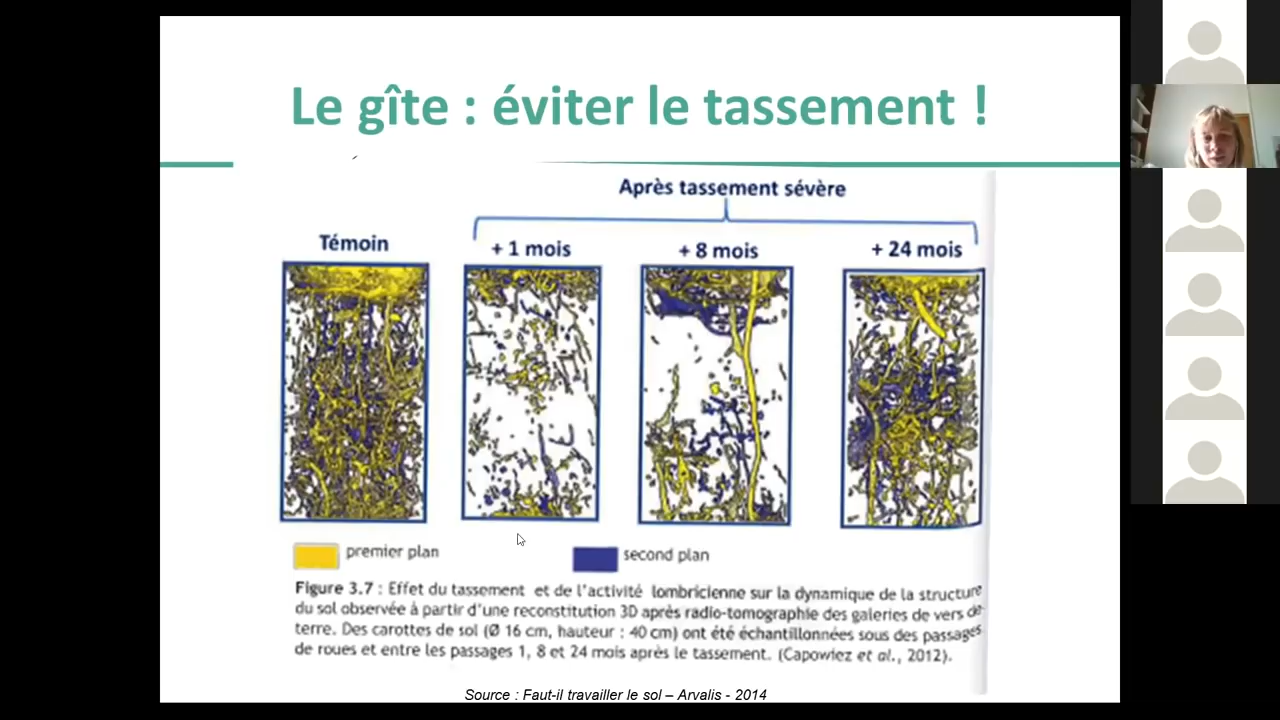 Le gîte : éviter le tassement !
Après tassement sévère
Témoin
+ 1 mois
+ 8 mois
+ 24 mois
premier plan
second plan
Figure 3.7 : Effet du tassement et de l'activité lombricienne sur la dynamique de la structure
du sol observée à partir d'une reconstitution 3D après radio-tomographie des galeries de vers de
terre. Des carottes de sol (Ø 16 cm, hauteur : 40 cm) ont été échantillonnées sous des passages
de roues et entre les passages 1, 8 et 24 mois après le tassement. (Capowiez et al., 2012).
Source : Faut-il travailler le sol – Arvalis - 2014